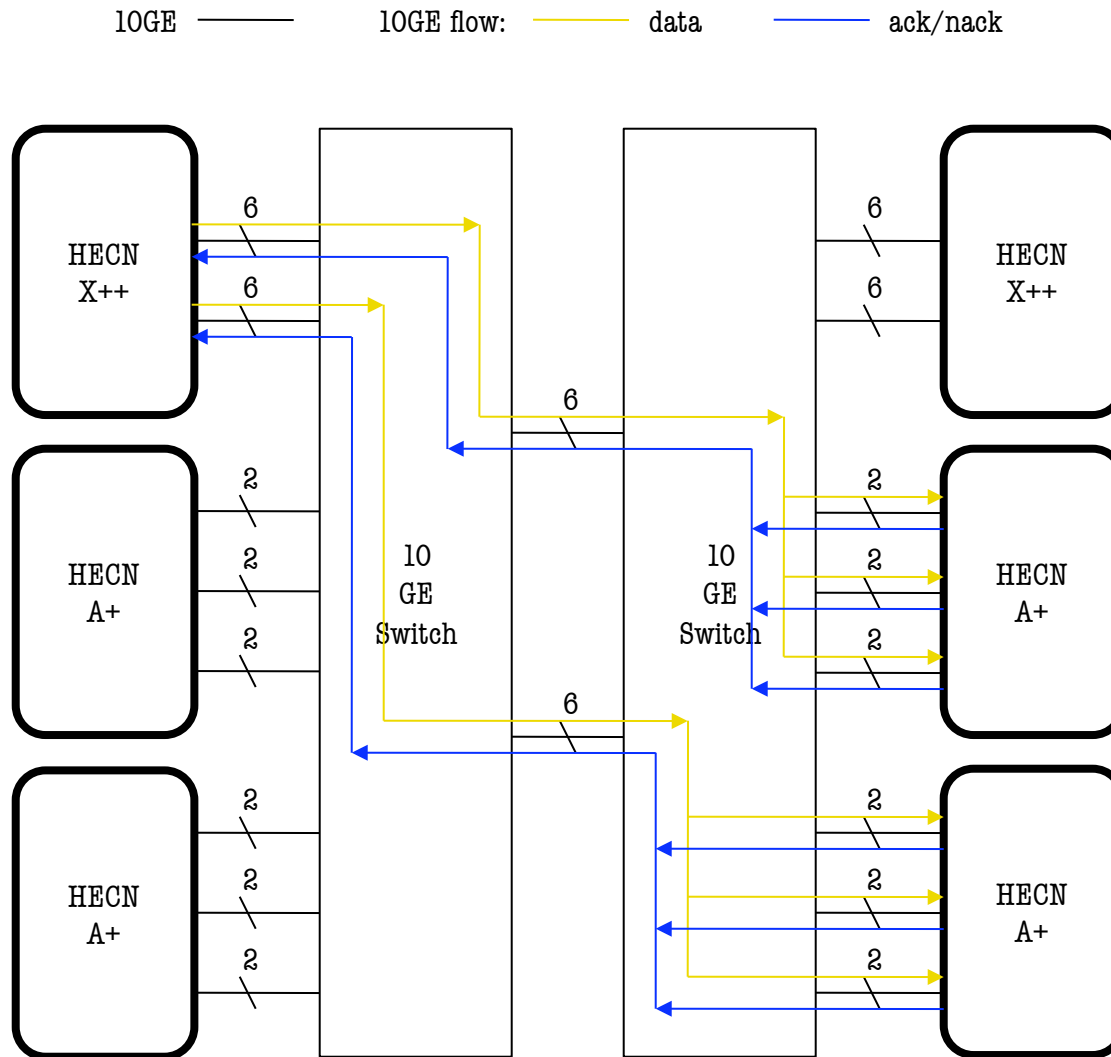 10GE 10GE flow: data ack/nack
6 6
HECN HECN
X++ X++
6 6
6
2 2
10 10
2 2
HECN GE GE HECN
A+ A+
Switch Switch
2 2
6
2 2
2 2
HECN HECN
A+ A+
2 2